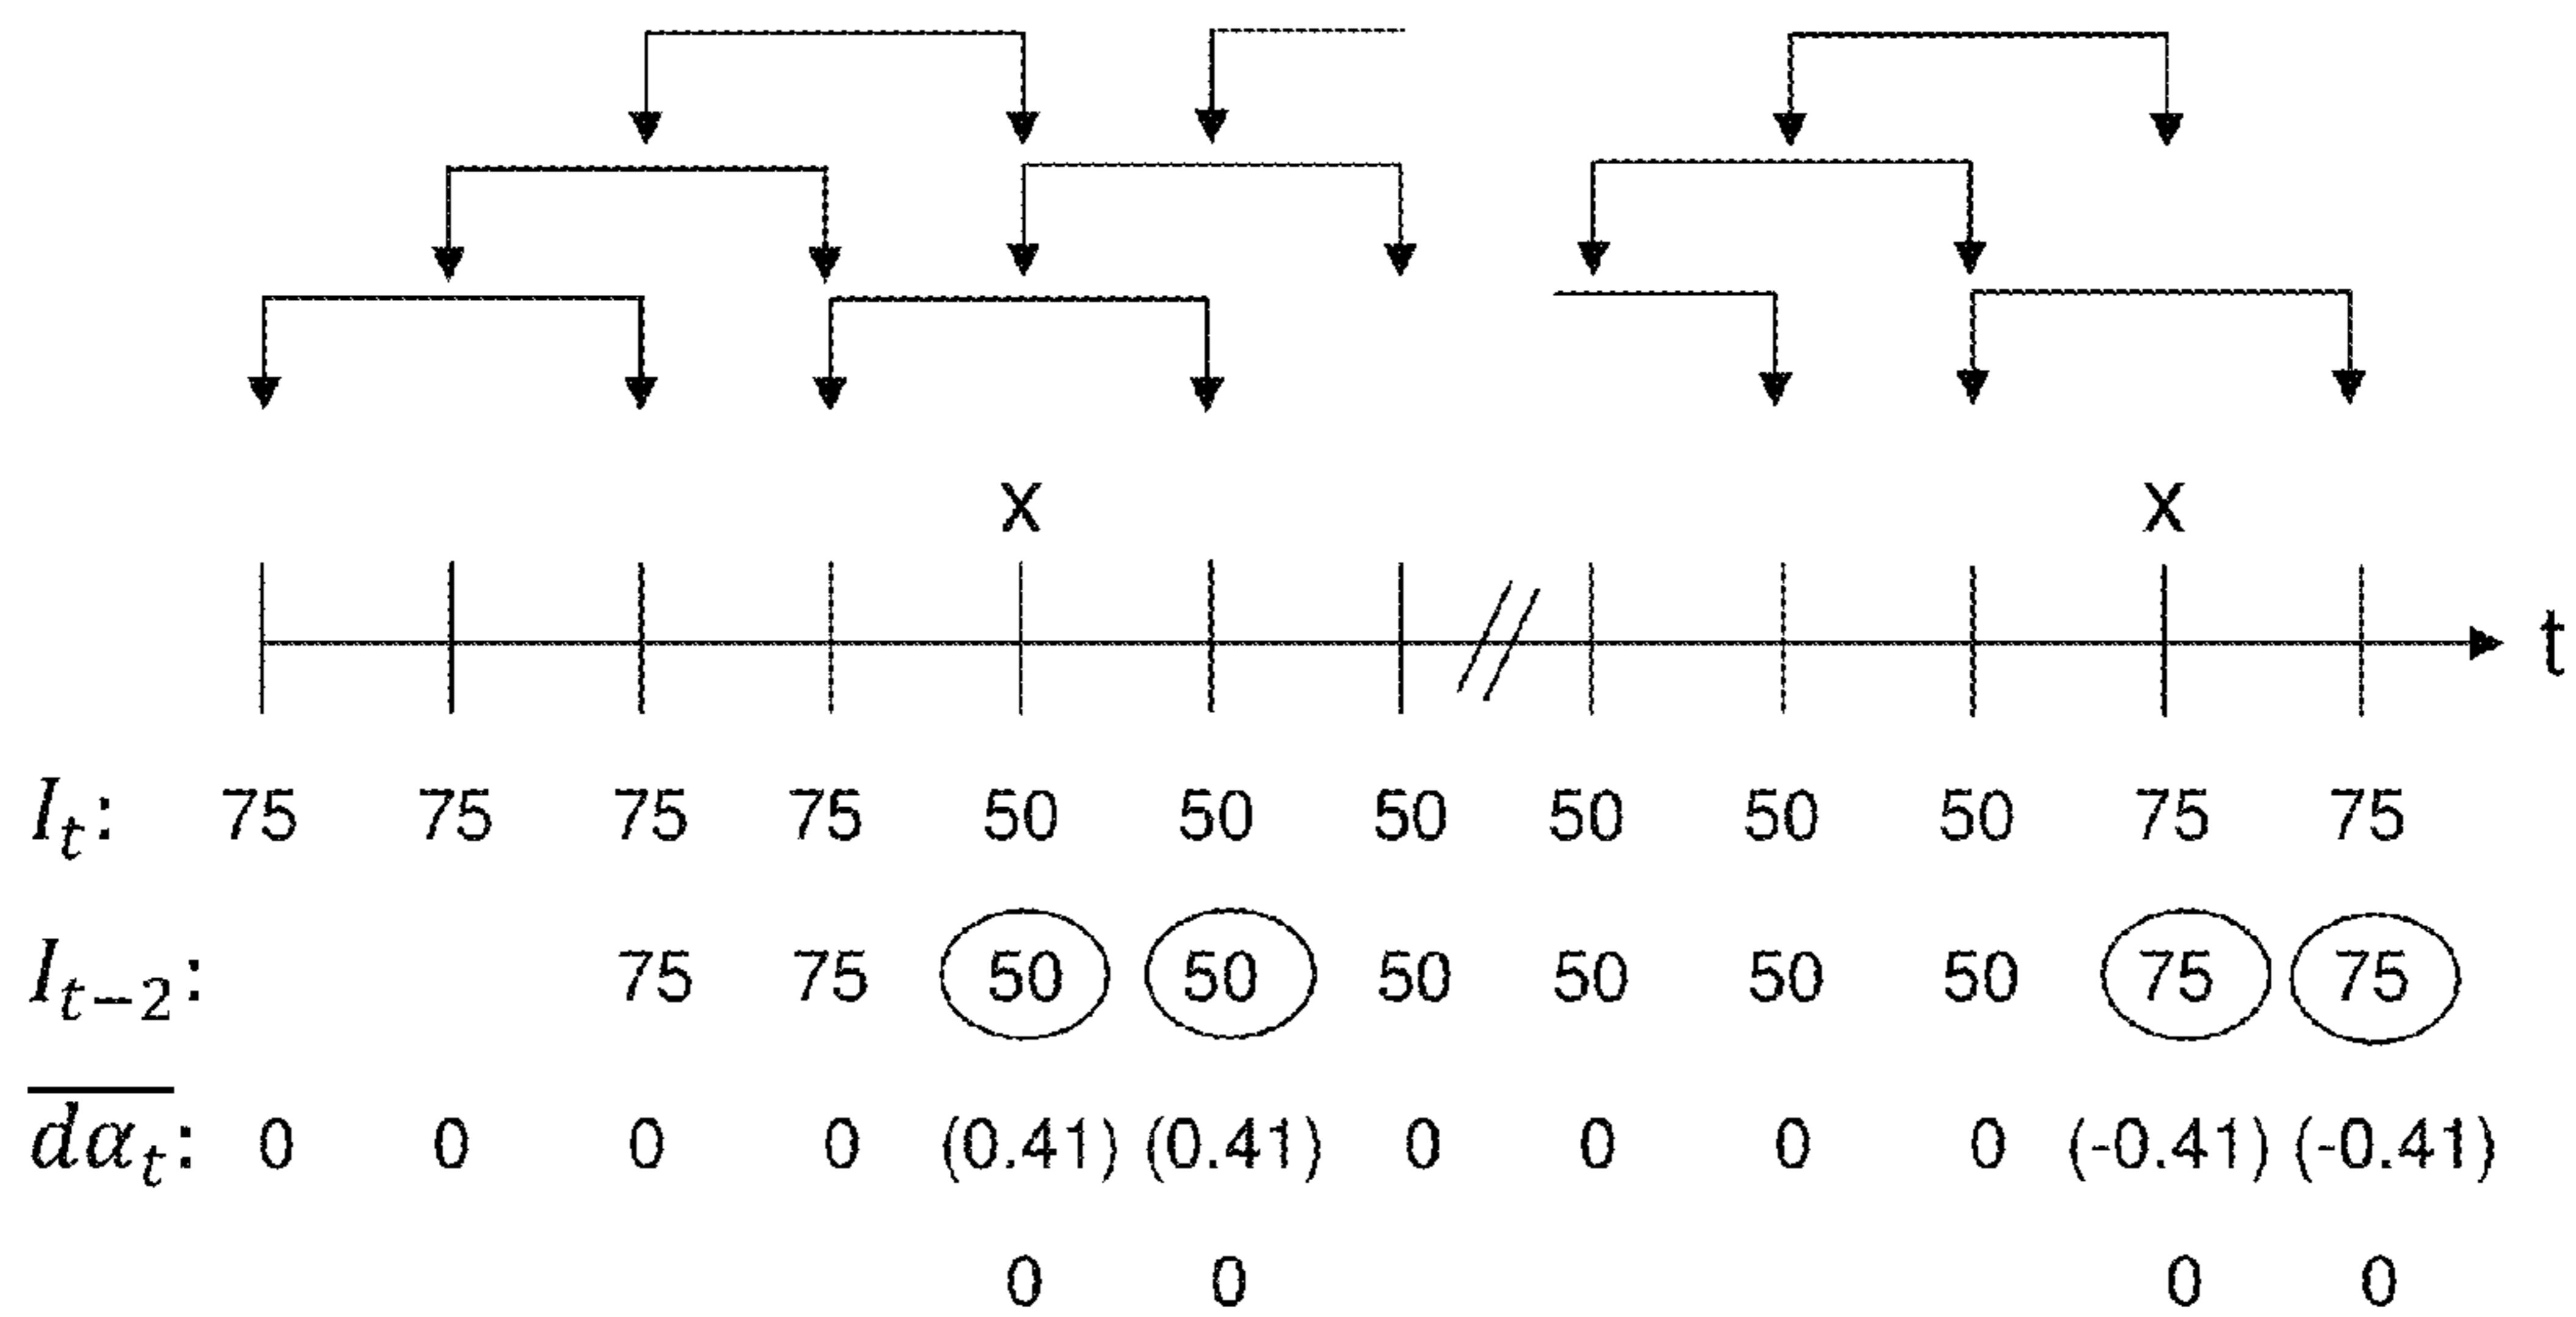 X X
t
I_t: 75 75 75 75 50 50 50 50 50 50 75 75
I_{t-2}: 75 75 50 50 50 50 50 50 75 75
\overline{dα_t}: 0 0 0 0 (0.41) (0.41) 0 0 0 0 (-0.41) (-0.41)
0 0 0 0